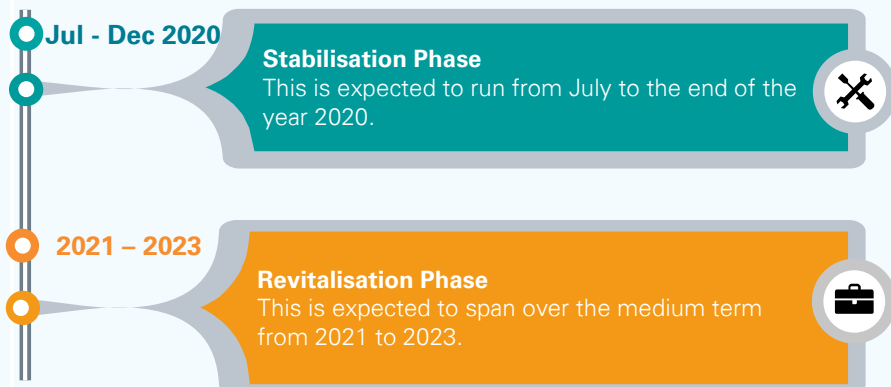 Jul - Dec 2020
Stabilisation Phase
This is expected to run from July to the end of the
year 2020.
2021 – 2023
Revitalisation Phase
This is expected to span over the medium term
from 2021 to 2023.